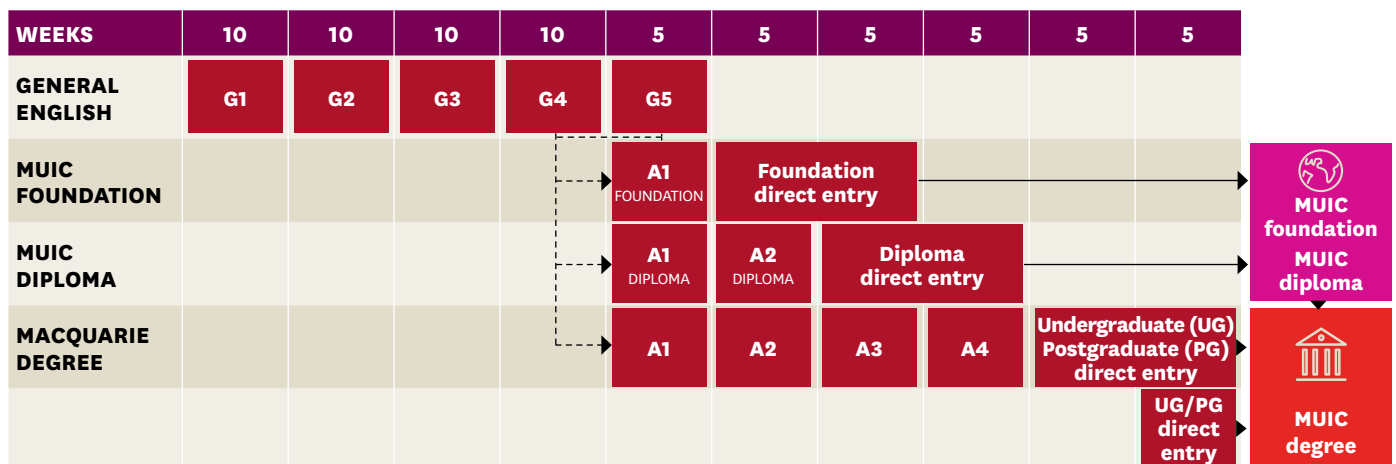 WEEKS 10 10 10 10 5 5 5 5 5 5
GENERAL
ENGLISH
G1 G2 G3 G4 G5
MUIC
FOUNDATION
A1
FOUNDATION
Foundation
direct entry
MUIC
DIPLOMA
A1
DIPLOMA
A2
DIPLOMA
Diploma
direct entry
MUIC
foundation
MUIC
diploma
MACQUARIE
DEGREE
A1 A2 A3 A4
Undergraduate (UG)
Postgraduate (PG)
direct entry
UG/PG
direct
entry
MUIC
degree